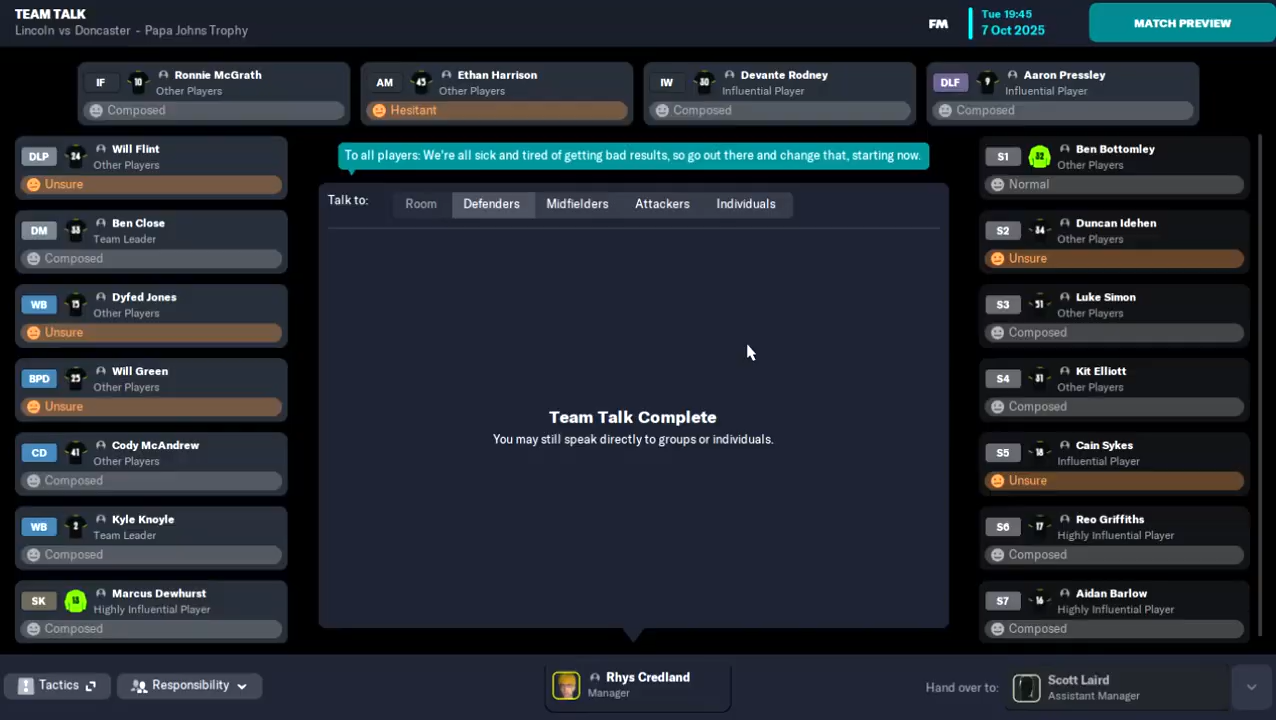 TEAM TALK
Lincoln vs Doncaster - Papa Johns Trophy
FM
Tue 19:45
7 Oct 2025
MATCH PREVIEW
IF
10
Ronnie McGrath
Other Players
Composed
AM
45
Ethan Harrison
Other Players
Hesitant
IW
30
Devante Rodney
Influential Player
Composed
DLF
9
Aaron Pressley
Influential Player
Composed
DLP
24
Will Flint
Other Players
Unsure
DM
33
Ben Close
Team Leader
Composed
WB
15
Dyfed Jones
Other Players
Unsure
BPD
25
Will Green
Other Players
Unsure
CD
41
Cody McAndrew
Other Players
Composed
WB
2
Kyle Knoyle
Team Leader
Composed
SK
13
Marcus Dewhurst
Highly Influential Player
Composed
To all players: We're all sick and tired of getting bad results, so go out there and change that, starting now.
Talk to:
Room
Defenders
Midfielders
Attackers
Individuals
Team Talk Complete
You may still speak directly to groups or individuals.
S1
32
Ben Bottomley
Other Players
Normal
S2
34
Duncan Idehen
Other Players
Unsure
S3
51
Luke Simon
Other Players
Composed
S4
31
Kit Elliott
Other Players
Composed
S5
18
Cain Sykes
Influential Player
Unsure
S6
17
Reo Griffiths
Highly Influential Player
Composed
S7
16
Aidan Barlow
Highly Influential Player
Composed
Tactics
Responsibility
Rhys Credland
Manager
Hand over to:
Scott Laird
Assistant Manager